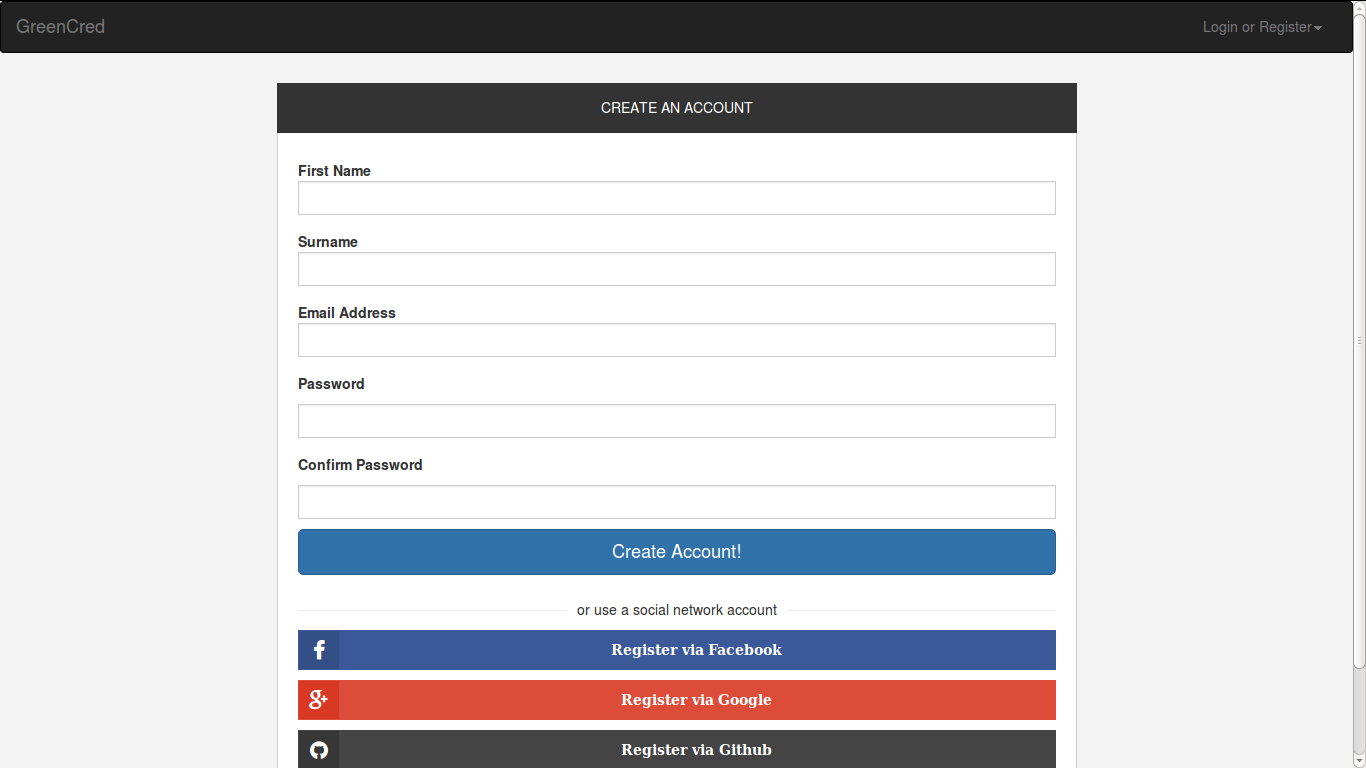 GreenCred
Login or Register
CREATE AN ACCOUNT
First Name
Surname
Email Address
Password
Confirm Password
Create Account!
or use a social network account
Register via Facebook
Register via Google
Register via Github